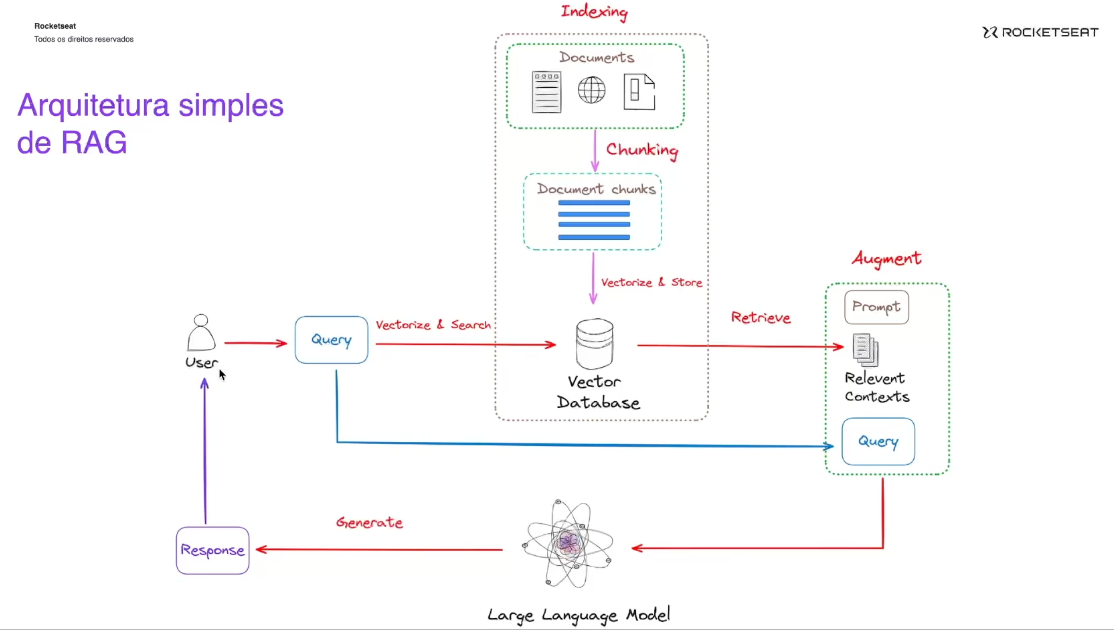 Rocketseat
Todos os direitos reservados
ROCKETSEAT
Arquitetura simples
de RAG
Indexing
Documents
Chunking
Document chunks
Vectorize & Store
Augment
Prompt
Retrieve
Vectorize & Search
Query
User
Relevent
Contexts
Vector
Database
Query
Generate
Response
Large Language Model